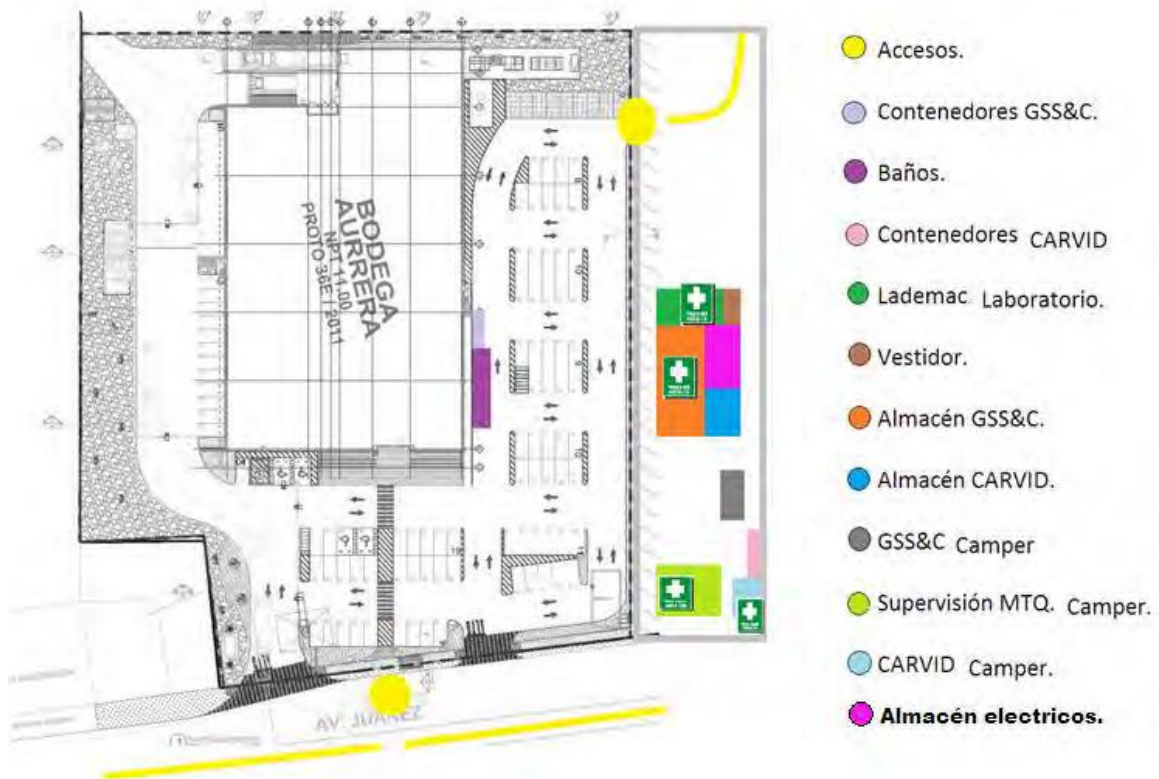 BODEGA
AURRERA
NPT 11.00
PROTO 36E / 2011
AV. JUAREZ
Accesos.
Contenedores GSS&C.
Baños.
Contenedores CARVID
Lademac Laboratorio.
Vestidor.
Almacén GSS&C.
Almacén CARVID.
GSS&C Camper
Supervisión MTQ. Camper.
CARVID Camper.
Almacén electricos.